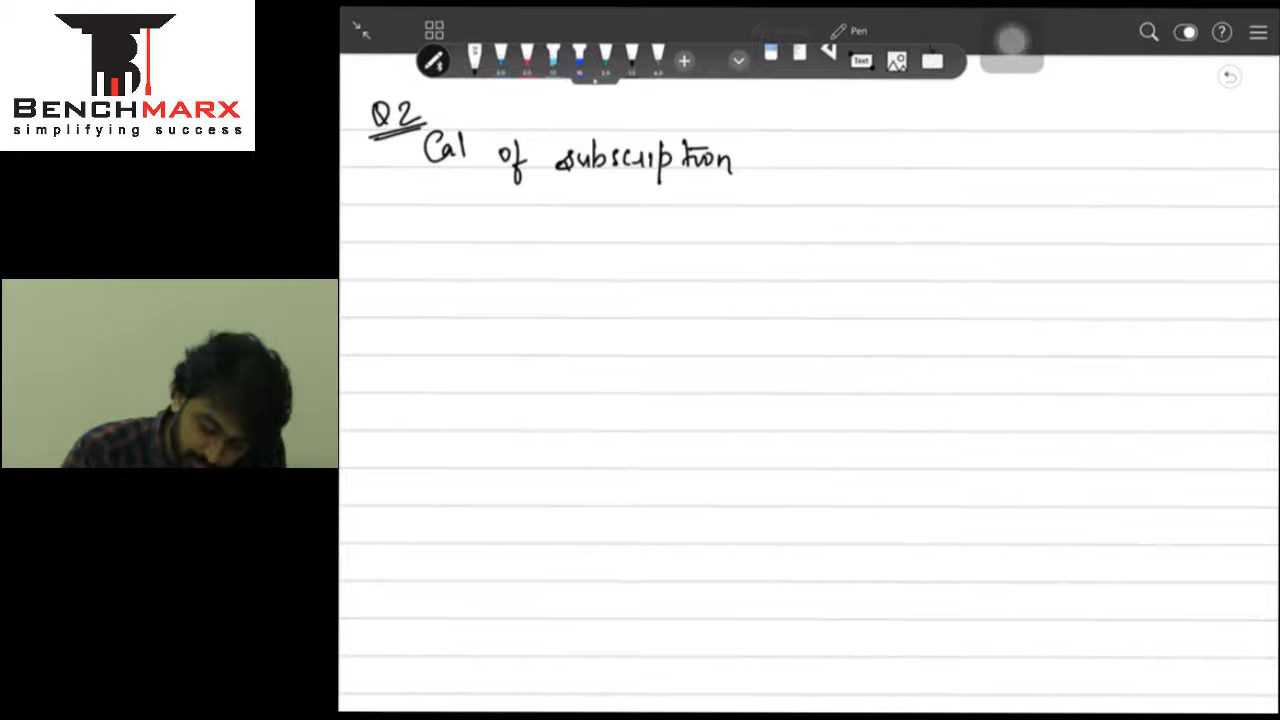 BENCHMARX
simplifying success
Pen
Text
Q2
Cal of subscription